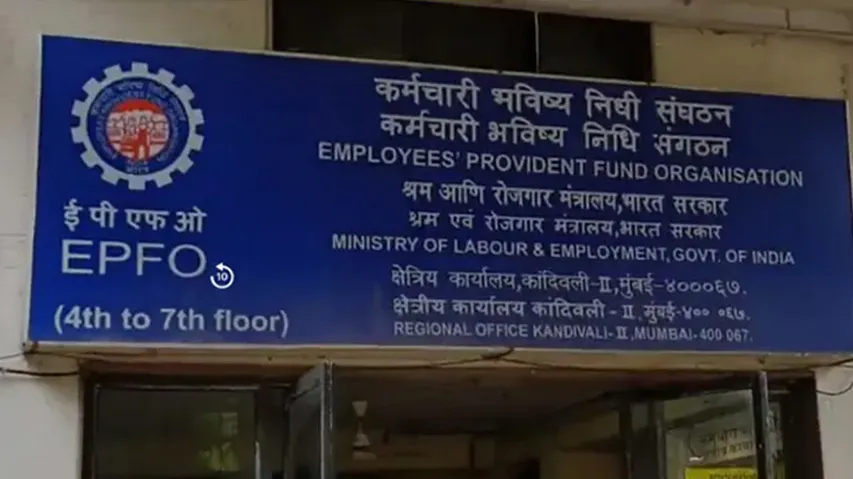 ई पी एफ ओ
EPFO
(4th to 7th floor)
कर्मचारी भविष्य निधी संघठन
कर्मचारी भविष्य निधि संगठन
EMPLOYEES' PROVIDENT FUND ORGANISATION
श्रम आणि रोजगार मंत्रालय,भारत सरकार
श्रम एवं रोजगार मंत्रालय,भारत सरकार
MINISTRY OF LABOUR & EMPLOYMENT, GOVT. OF INDIA
क्षेत्रिय कार्यालय,कांदिवली-II,मुंबई-४०००६७.
क्षेत्रीय कार्यालय कांदिवली - II, मुंबई-४०० ०६७.
REGIONAL OFFICE KANDIVALI-II,MUMBAI-400 067.
10